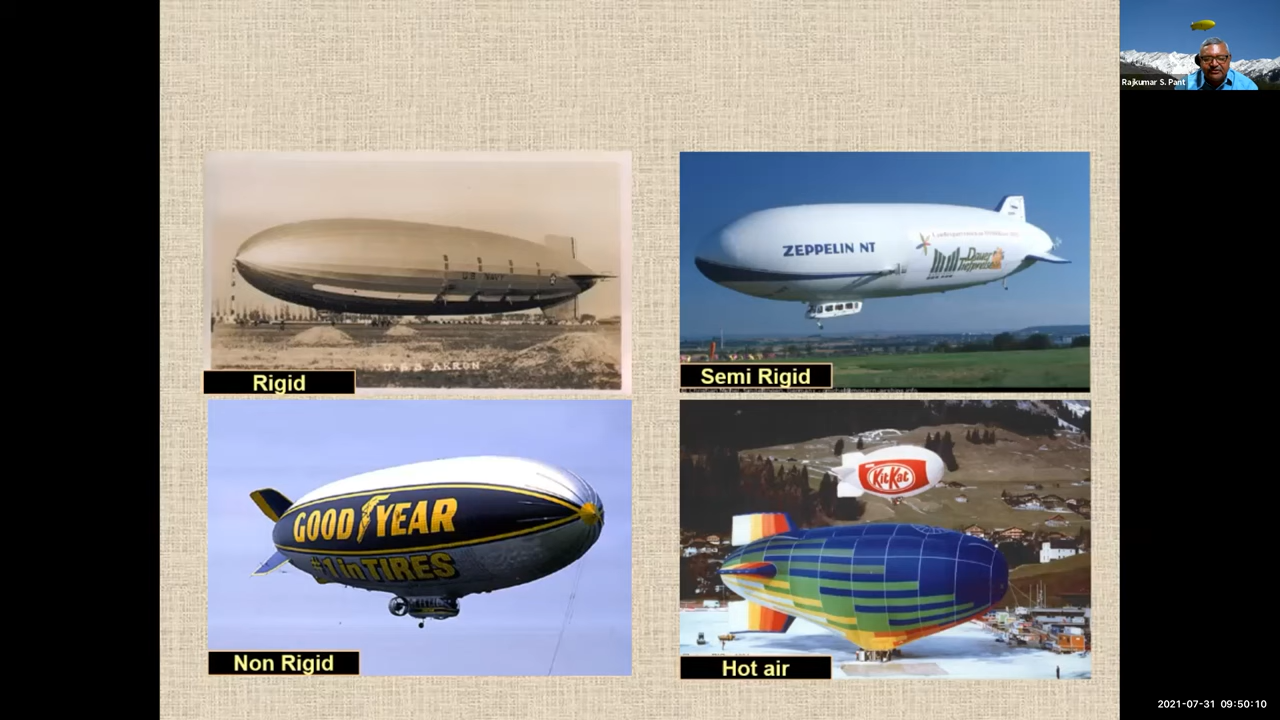 Rajkumar S. Pant
U.S. NAVY
U.S.S. AKRON
Rigid
ZEPPELIN NT
Semi Rigid
GOODYEAR
#1 in TIRES
Non Rigid
KitKat
Hot air
2021-07-31 09:50:10